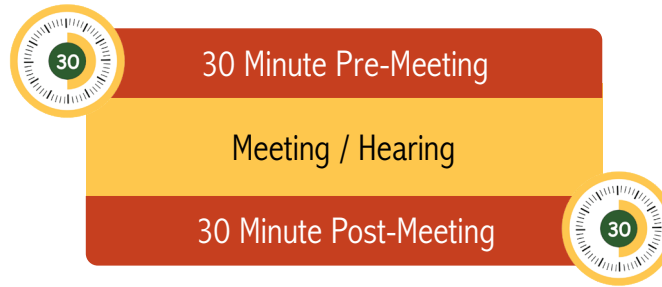 30
30 Minute Pre-Meeting
Meeting / Hearing
30 Minute Post-Meeting
30